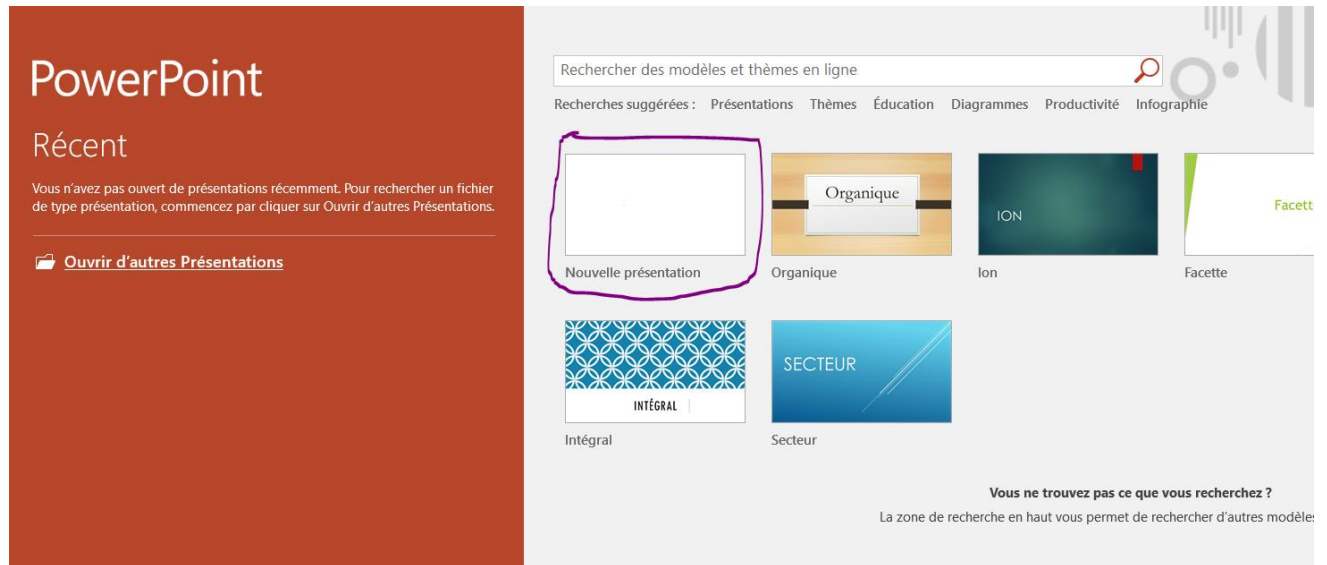 PowerPoint
Récent
Vous n'avez pas ouvert de présentations récemment. Pour rechercher un fichier
de type présentation, commencez par cliquer sur Ouvrir d'autres Présentations.
Ouvrir d'autres Présentations
Rechercher des modèles et thèmes en ligne
Recherches suggérées : Présentations Thèmes Éducation Diagrammes Productivité Infographie
Organique
ION
Facett
Nouvelle présentation Organique Ion Facette
SECTEUR
INTÉGRAL
Intégral Secteur
Vous ne trouvez pas ce que vous recherchez ?
La zone de recherche en haut vous permet de rechercher d'autres modèles